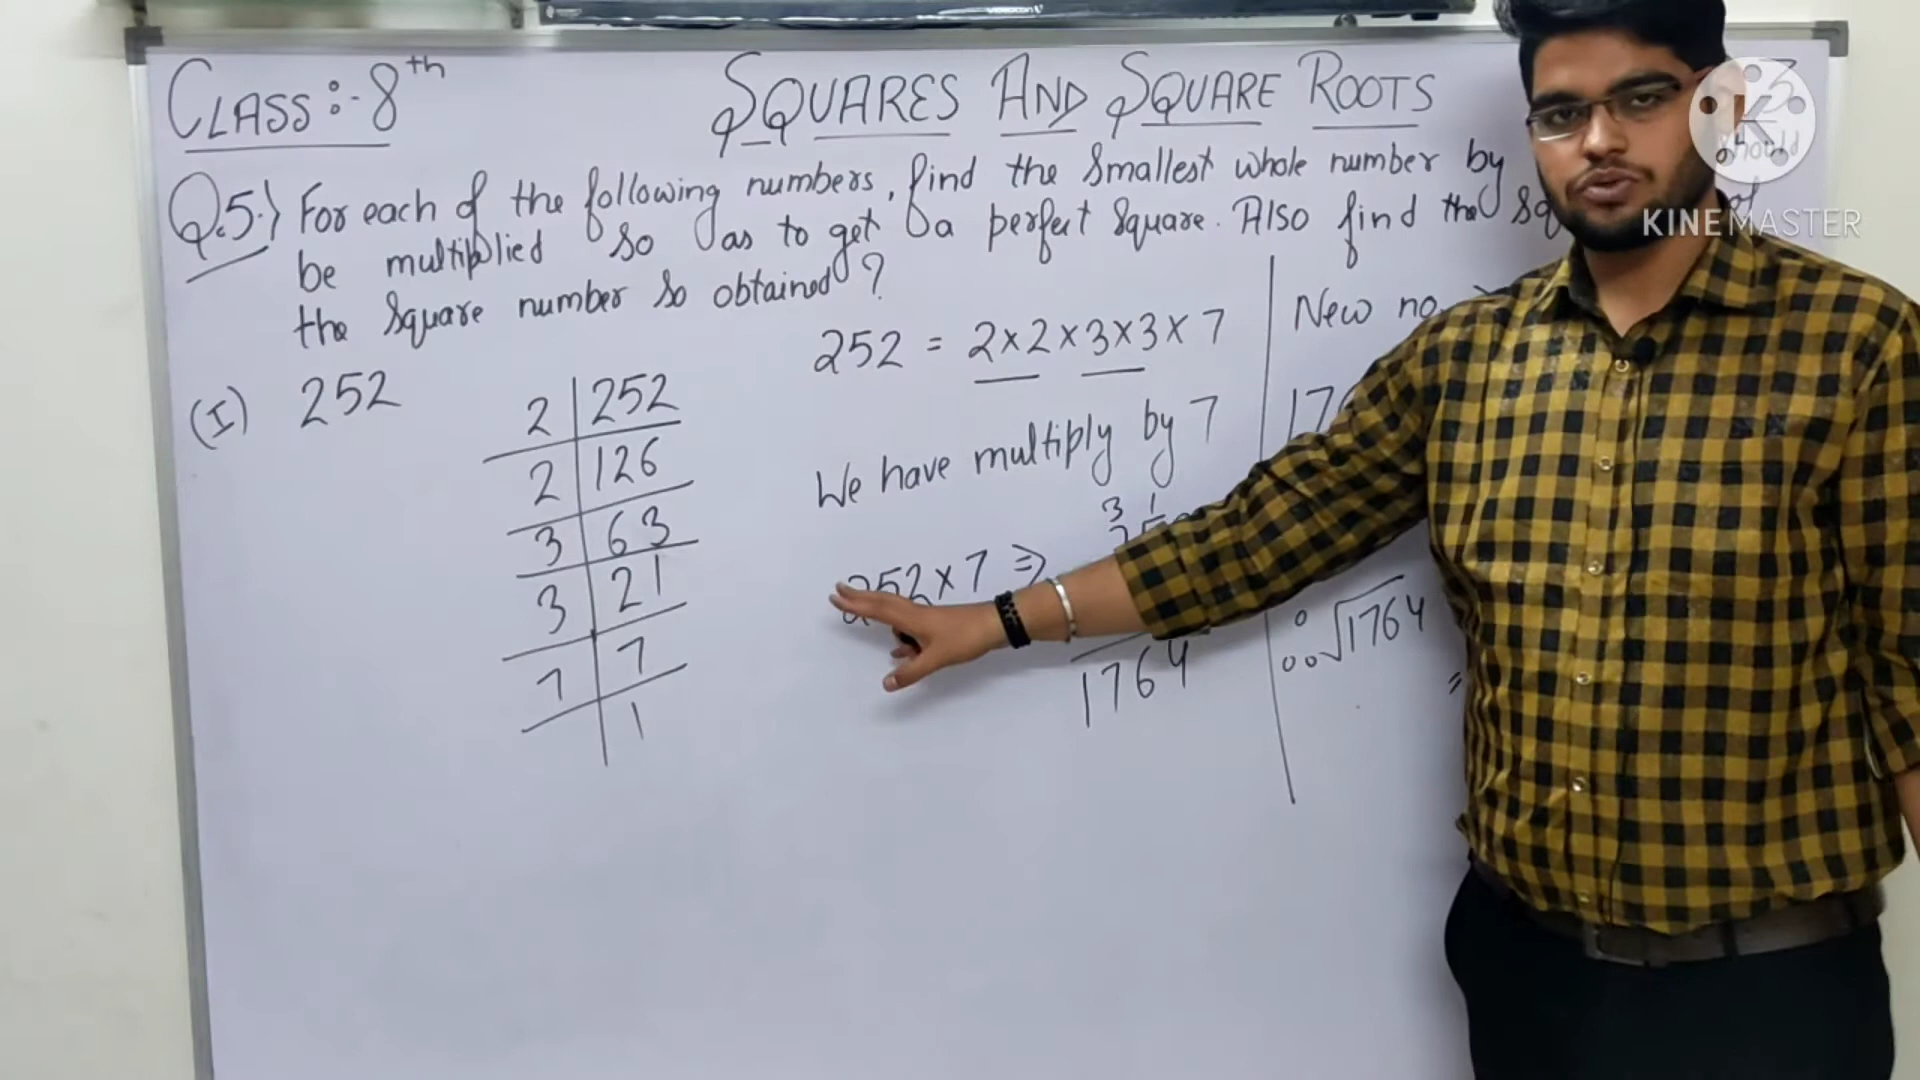 VIDEOCON
CLASS:- 8th
SQUARES AND SQUARE ROOTS
Q.5.) For each of the following numbers, find the smallest whole number by
be multiplied so as to get a perfect square. Also find the
the square number so obtained?
(I) 252
2 | 252
2 | 126
3 | 63
3 | 21
7 | 7
1
252 = 2×2×3×3×7
We have multiply by 7
252×7 ⇒
3 1
1764
New no.
∴ √1764
=
K
KINEMASTER